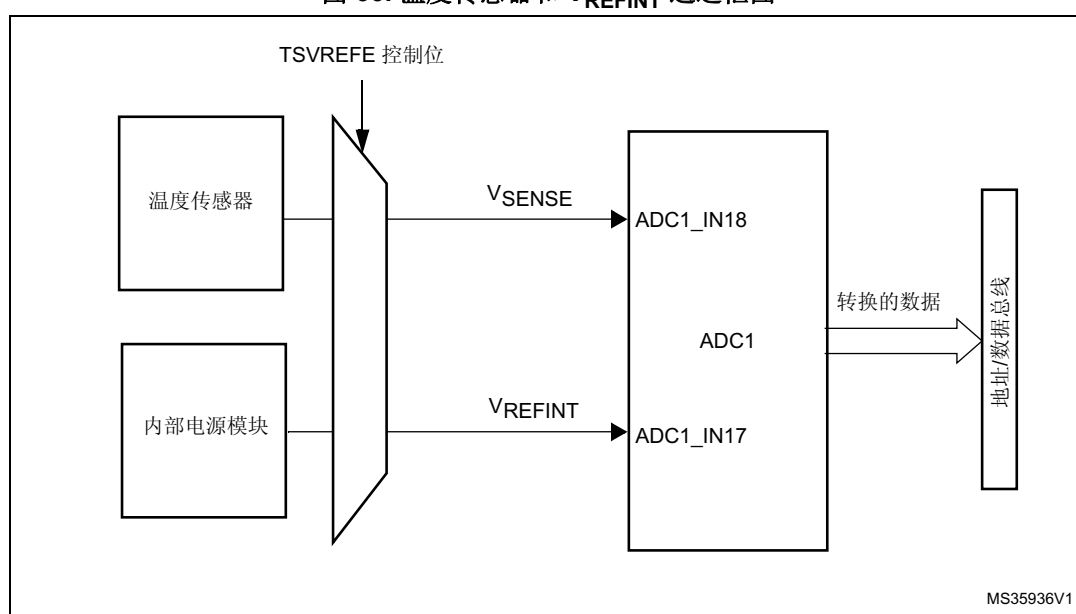 TSVREFE 控制位
温度传感器
VSENSE
ADC1_IN18
转换的数据
地址/数据总线
ADC1
内部电源模块
VREFINT
ADC1_IN17
MS35936V1